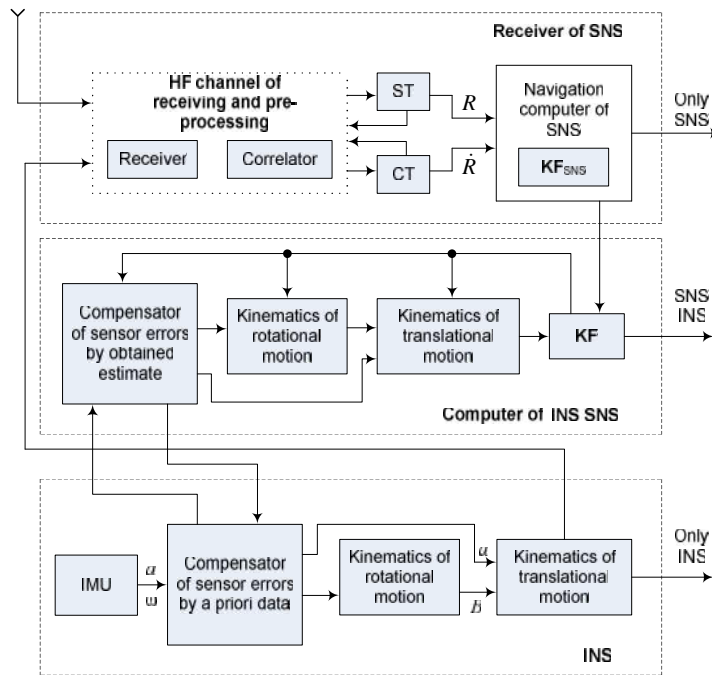 Receiver of SNS
HF channel of
receiving and pre-
processing
Receiver
Correlator
ST
CT
R
Ṙ
Navigation
computer of
SNS
KFSNS
Only
SNS
Compensator
of sensor errors
by obtained
estimate
Kinematics of
rotational
motion
Kinematics of
translational
motion
KF
SNS
INS
Computer of INS SNS
IMU
a
ω
Compensator
of sensor errors
by a priori data
Kinematics of
rotational
motion
a
B
Kinematics of
translational
motion
Only
INS
INS